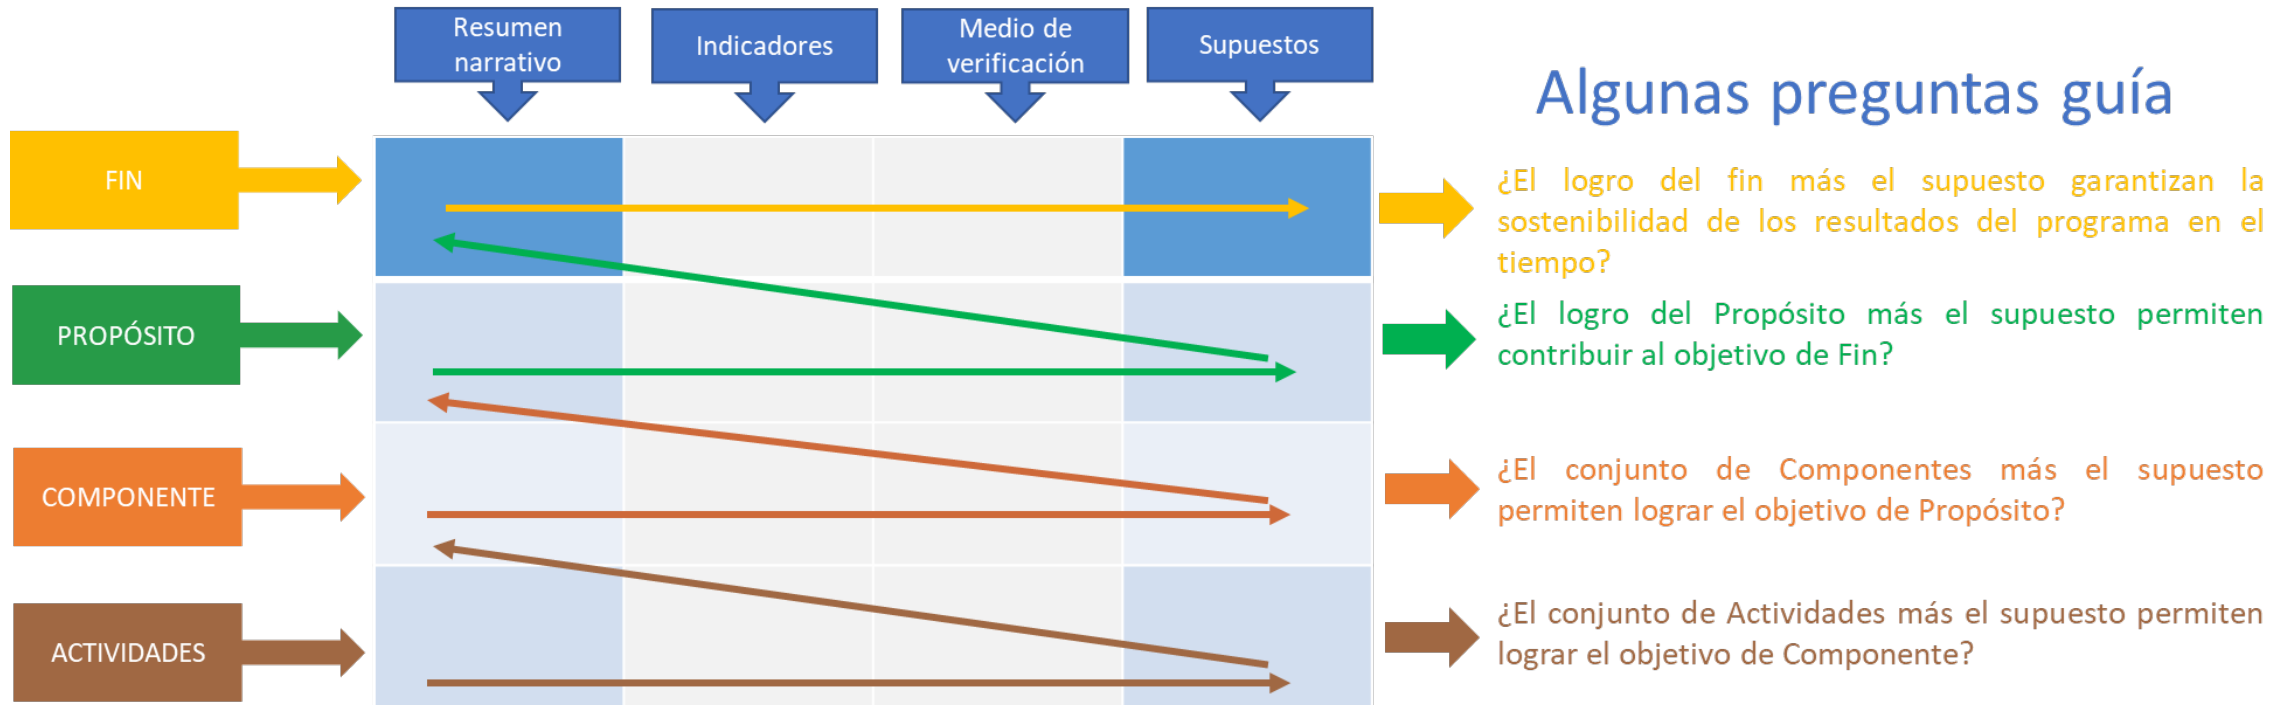 Resumen
narrativo
Indicadores
Medio de
verificación
Supuestos
Algunas preguntas guía
FIN
¿El logro del fin más el supuesto garantizan la
sostenibilidad de los resultados del programa en el
tiempo?
PROPÓSITO
¿El logro del Propósito más el supuesto permiten
contribuir al objetivo de Fin?
COMPONENTE
¿El conjunto de Componentes más el supuesto
permiten lograr el objetivo de Propósito?
ACTIVIDADES
¿El conjunto de Actividades más el supuesto permiten
lograr el objetivo de Componente?